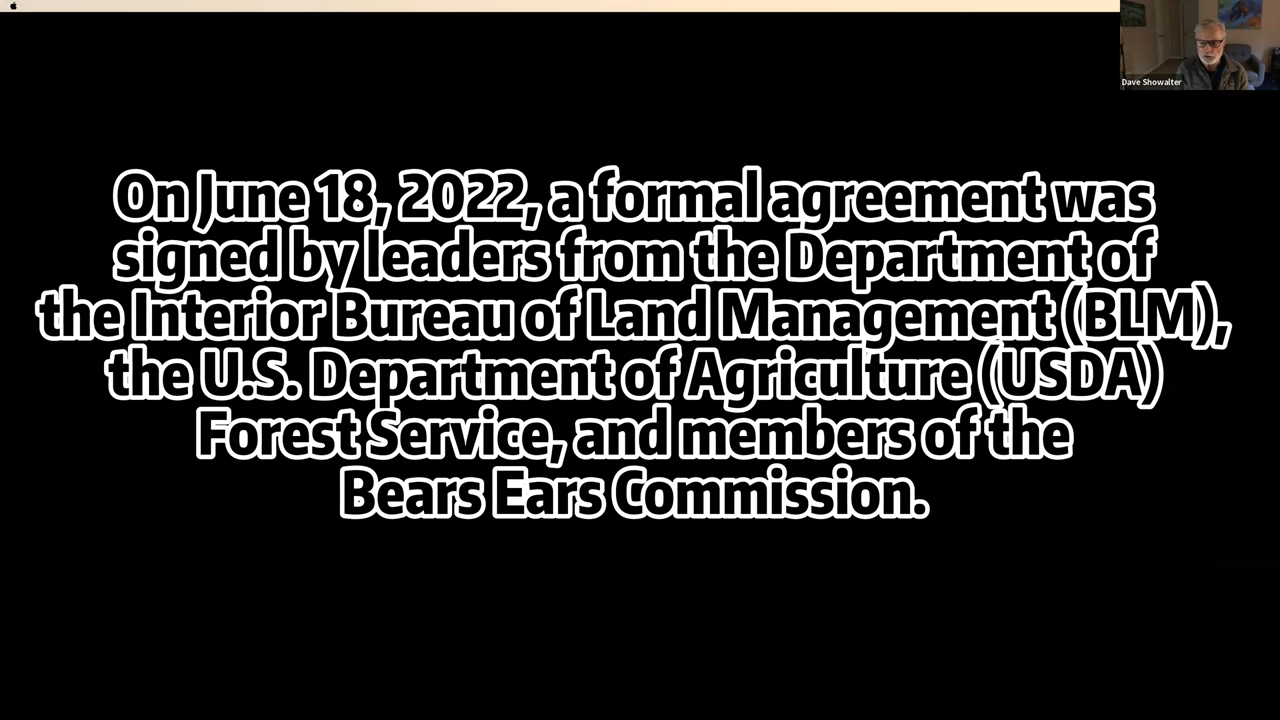 Dave Showalter
On June 18, 2022, a formal agreement was
signed by leaders from the Department of
the Interior Bureau of Land Management (BLM),
the U.S. Department of Agriculture (USDA)
Forest Service, and members of the
Bears Ears Commission.